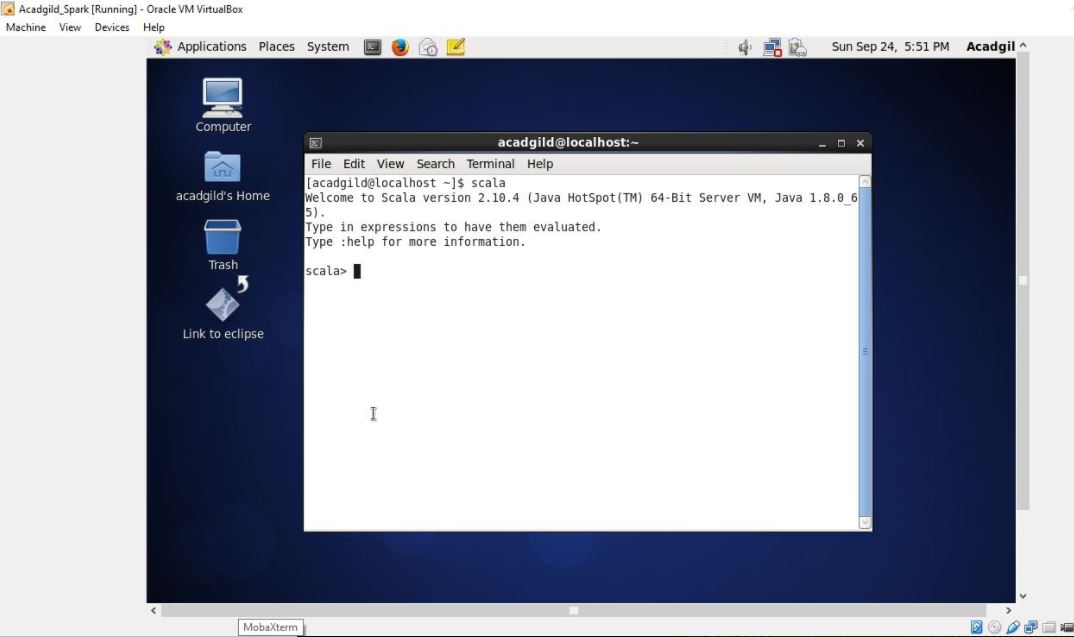 Acadgild_Spark [Running] - Oracle VM VirtualBox
Machine View Devices Help
Applications Places System Sun Sep 24, 5:51 PM Acadgil
Computer
acadgild's Home
Trash
Link to eclipse
acadgild@localhost:~
File Edit View Search Terminal Help
[acadgild@localhost ~]$ scala
Welcome to Scala version 2.10.4 (Java HotSpot(TM) 64-Bit Server VM, Java 1.8.0_6
5).
Type in expressions to have them evaluated.
Type :help for more information.
scala>
MobaXterm